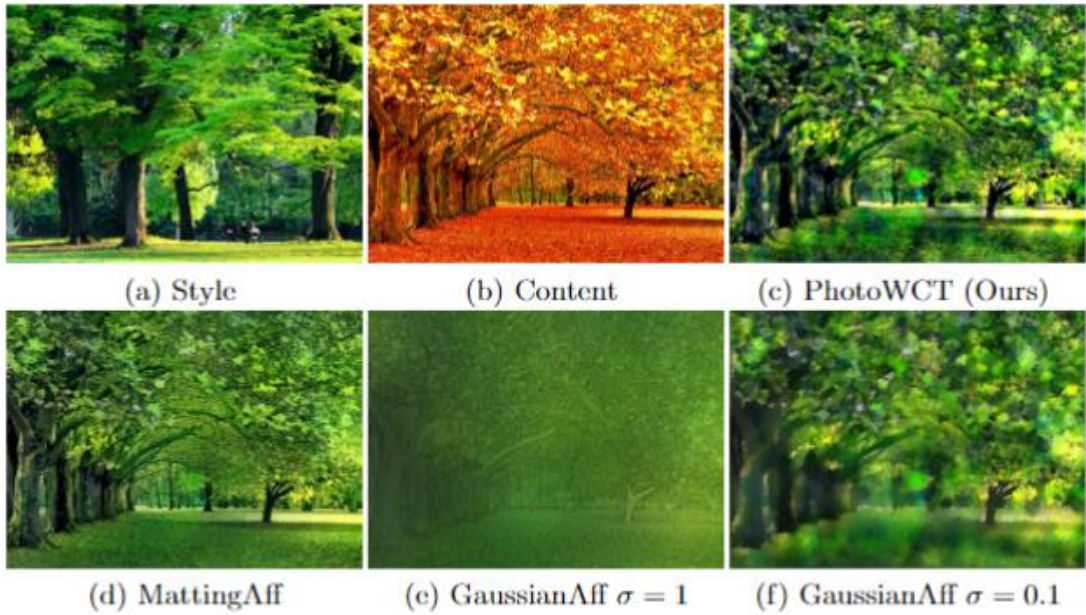 (a) Style
(b) Content
(c) PhotoWCT (Ours)
(d) MattingAff
(e) GaussianAff σ = 1
(f) GaussianAff σ = 0.1